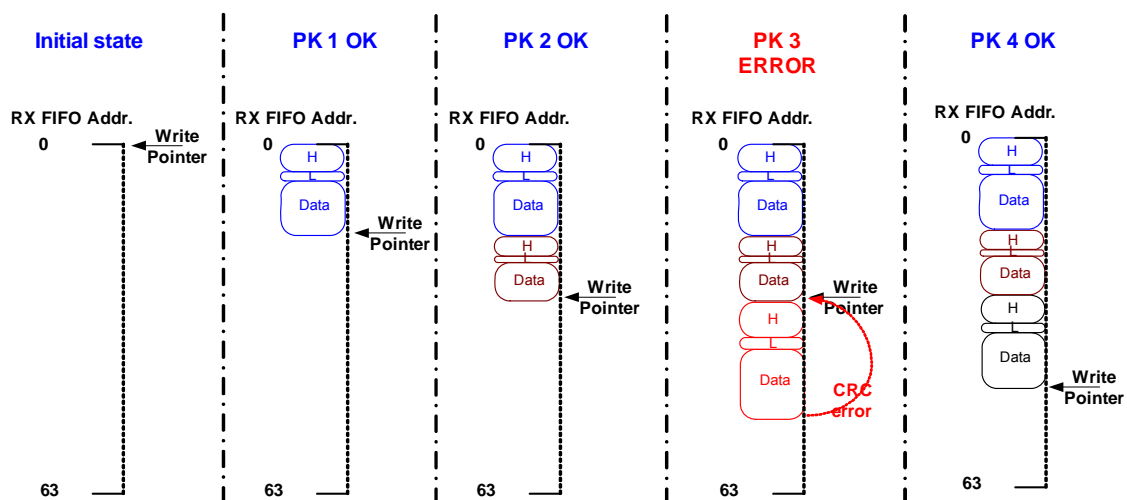 Initial state
RX FIFO Addr.
0
Write
Pointer
63
PK 1 OK
RX FIFO Addr.
0
H
L
Data
Write
Pointer
63
PK 2 OK
RX FIFO Addr.
0
H
L
Data
H
L
Data
Write
Pointer
63
PK 3
ERROR
RX FIFO Addr.
0
H
L
Data
H
L
Data
Write
Pointer
H
L
Data
CRC
error
63
PK 4 OK
RX FIFO Addr.
0
H
L
Data
H
L
Data
H
L
Data
Write
Pointer
63